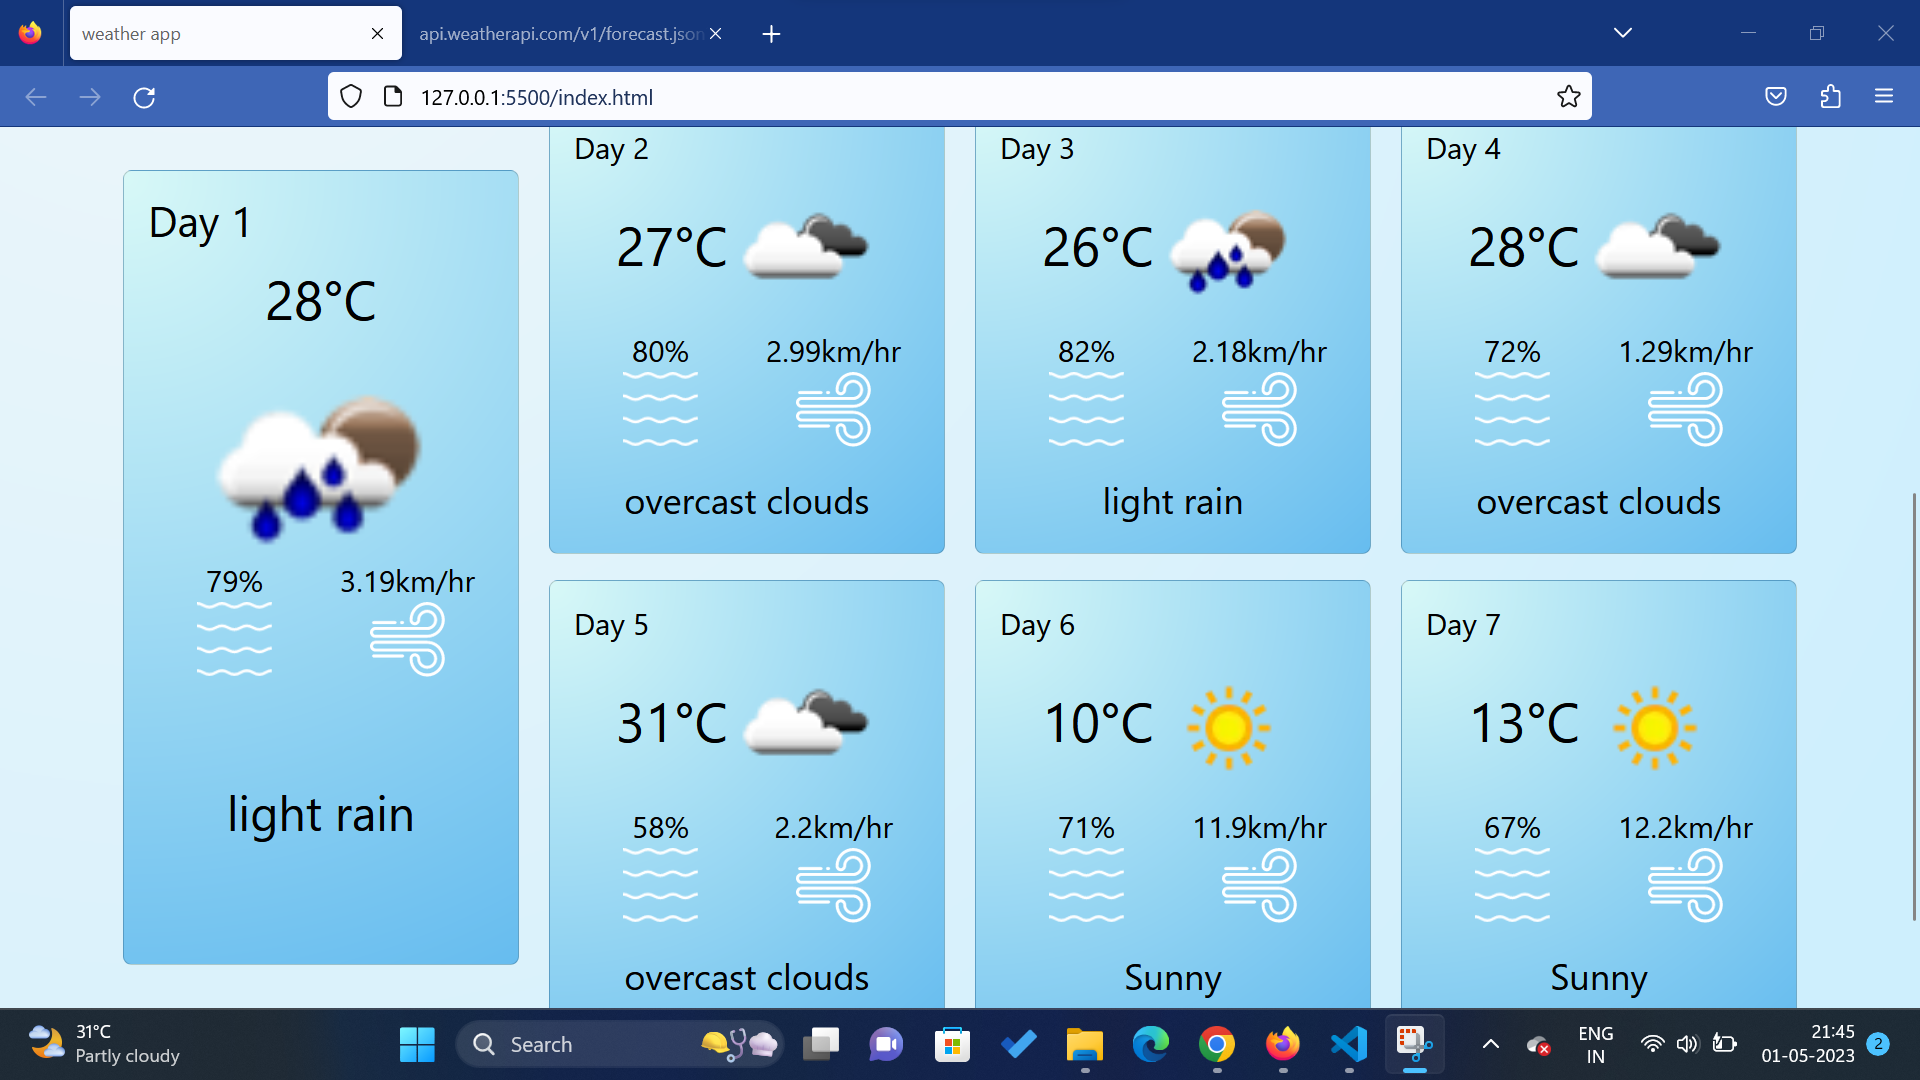 weather app
api.weatherapi.com/v1/forecast.json
127.0.0.1:5500/index.html
Day 1
28°C
79%
3.19km/hr
light rain
Day 2
27°C
80%
2.99km/hr
overcast clouds
Day 3
26°C
82%
2.18km/hr
light rain
Day 4
28°C
72%
1.29km/hr
overcast clouds
Day 5
31°C
58%
2.2km/hr
overcast clouds
Day 6
10°C
71%
11.9km/hr
Sunny
Day 7
13°C
67%
12.2km/hr
Sunny
31°C
Partly cloudy
Search
ENG
IN
21:45
01-05-2023
2